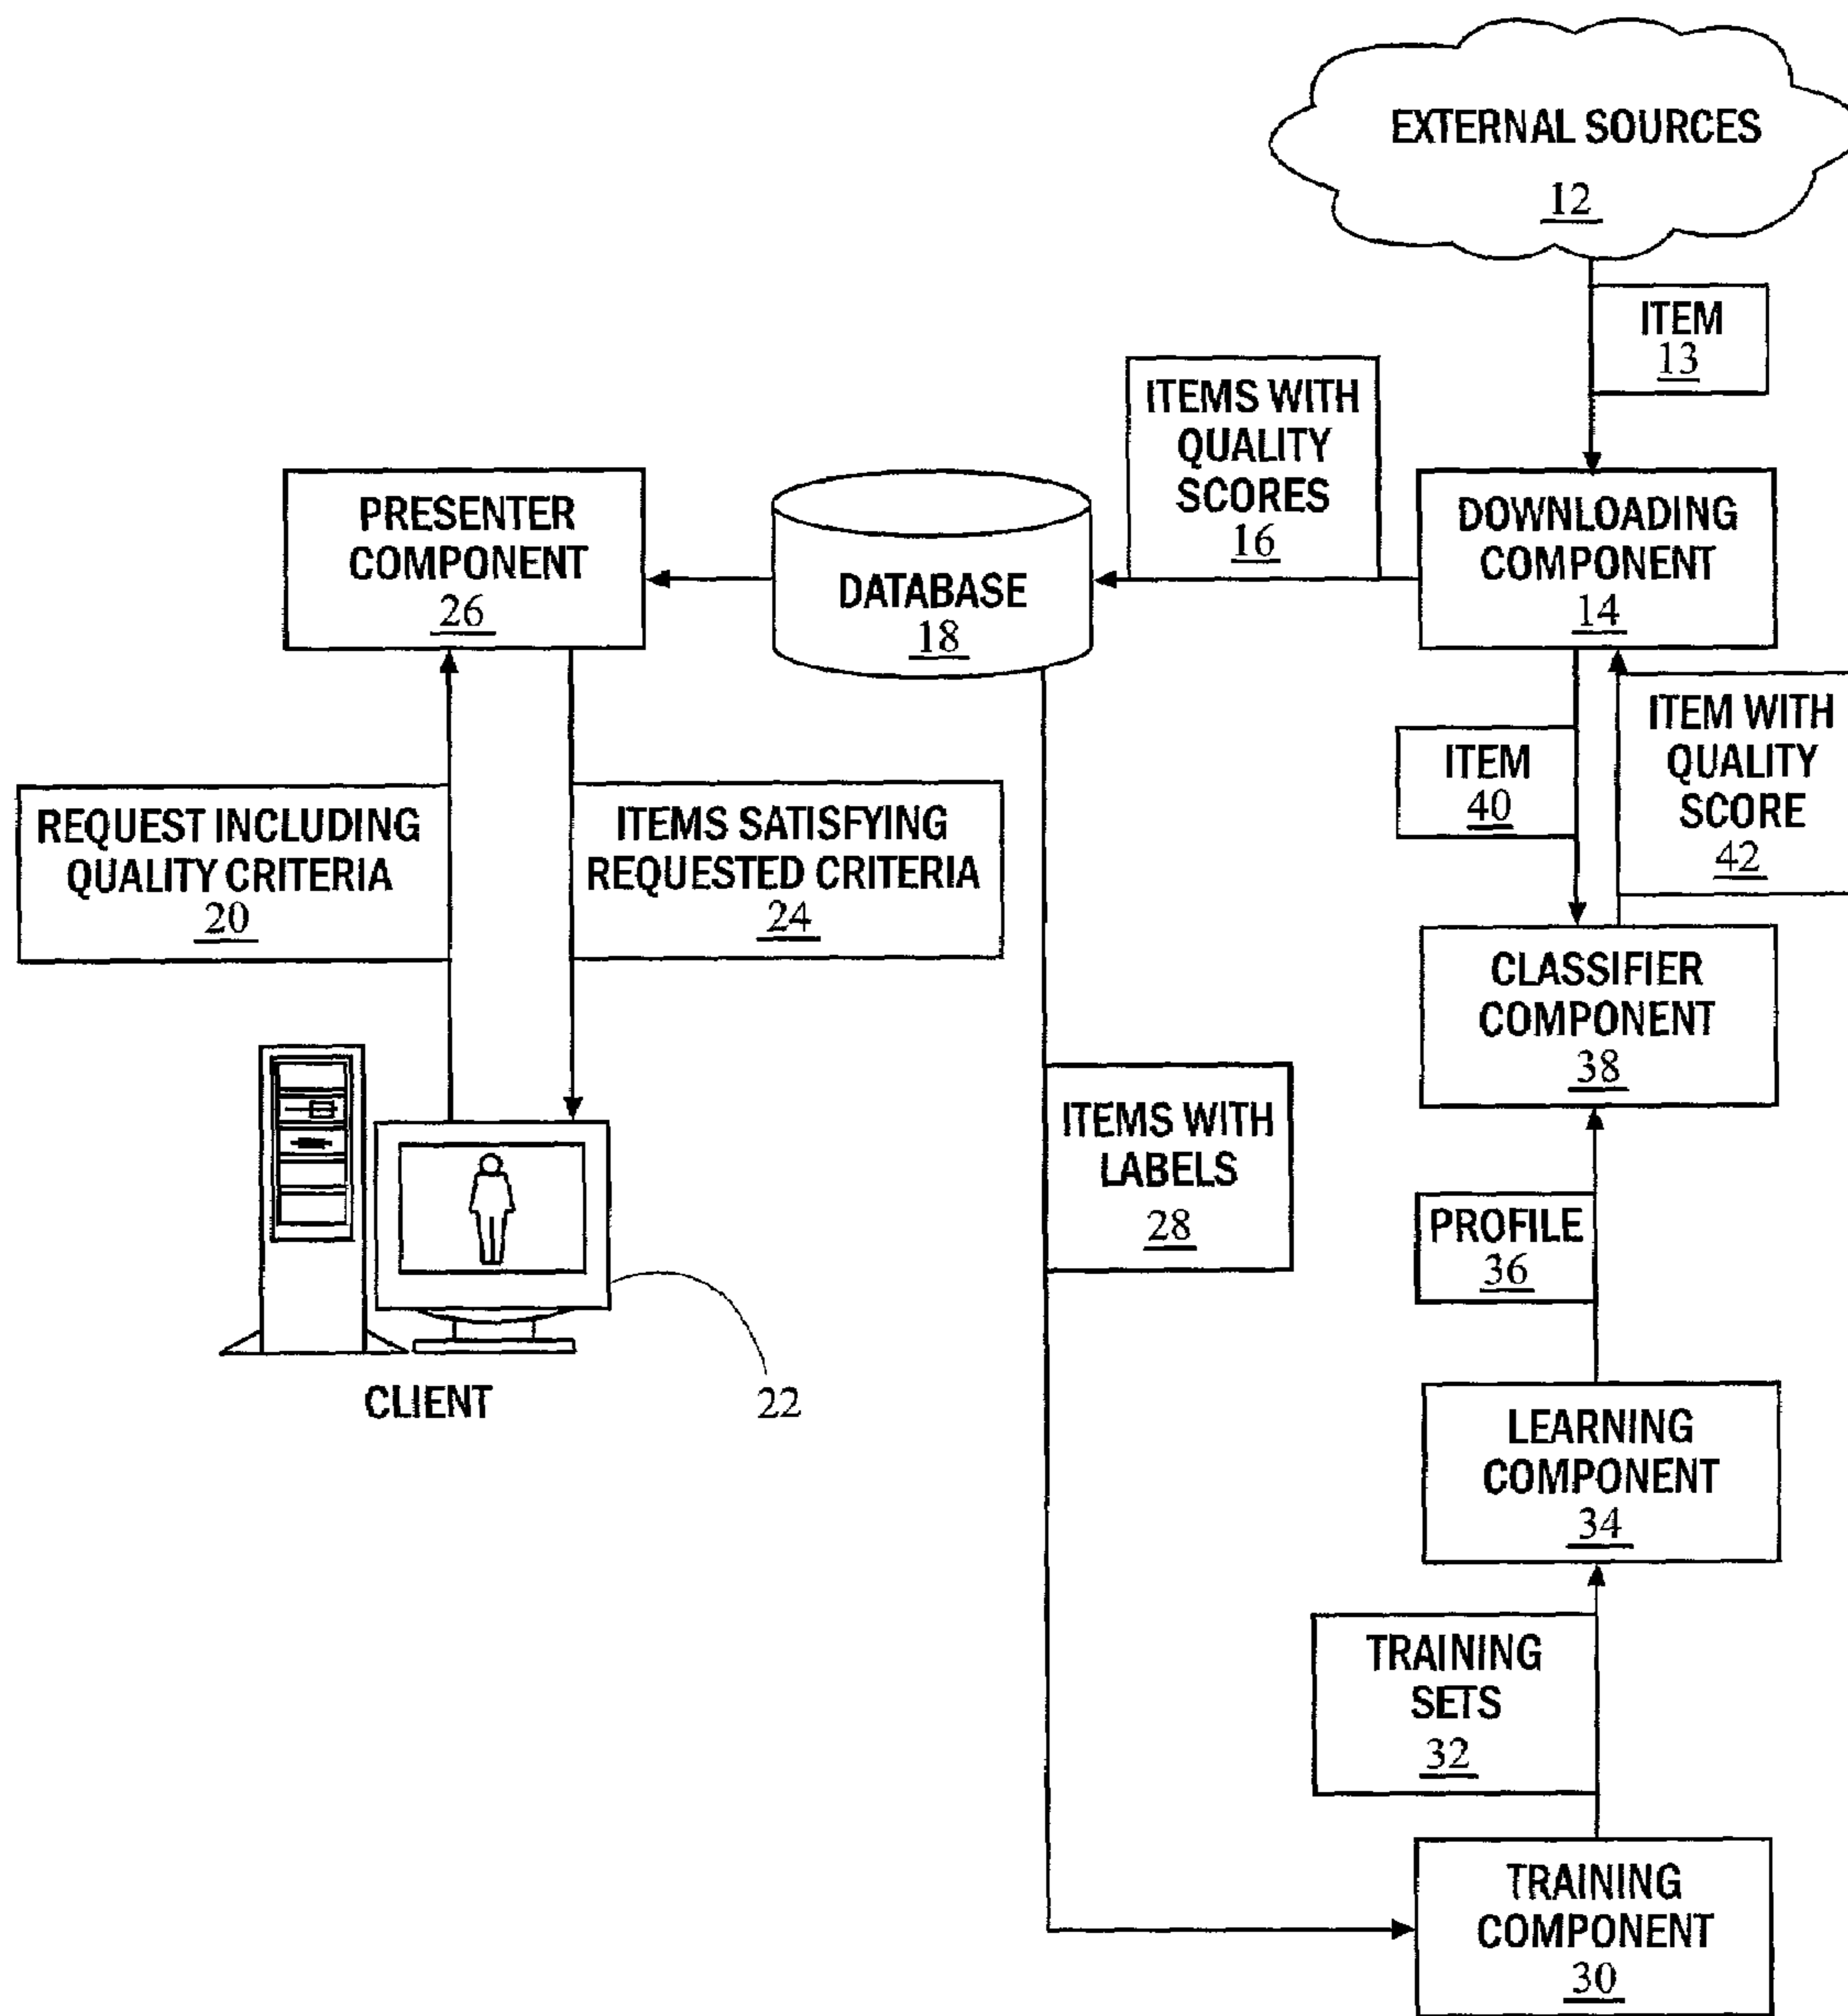 EXTERNAL SOURCES
12
ITEM
13
ITEMS WITH
QUALITY
SCORES
16
PRESENTER
COMPONENT
26
DATABASE
18
DOWNLOADING
COMPONENT
14
ITEM
40
ITEM WITH
QUALITY
SCORE
42
REQUEST INCLUDING
QUALITY CRITERIA
20
ITEMS SATISFYING
REQUESTED CRITERIA
24
CLASSIFIER
COMPONENT
38
ITEMS WITH
LABELS
28
PROFILE
36
CLIENT
22
LEARNING
COMPONENT
34
TRAINING
SETS
32
TRAINING
COMPONENT
30